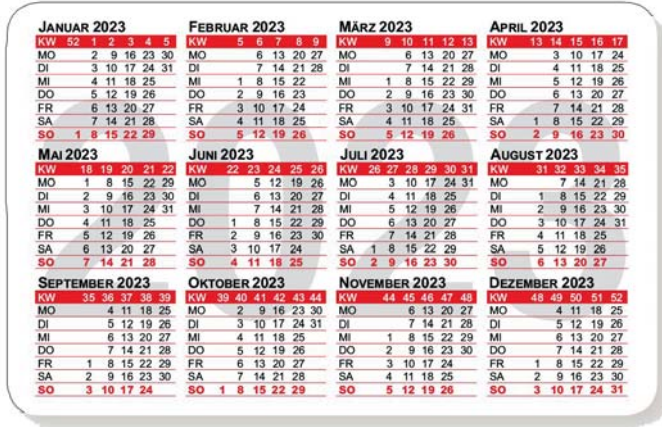 JANUAR 2023
KW 52 1 2 3 4 5
MO 2 9 16 23 30
DI 3 10 17 24 31
MI 4 11 18 25
DO 5 12 19 26
FR 6 13 20 27
SA 7 14 21 28
SO 1 8 15 22 29
FEBRUAR 2023
KW 5 6 7 8 9
MO 6 13 20 27
DI 7 14 21 28
MI 1 8 15 22
DO 2 9 16 23
FR 3 10 17 24
SA 4 11 18 25
SO 5 12 19 26
MÄRZ 2023
KW 9 10 11 12 13
MO 6 13 20 27
DI 7 14 21 28
MI 1 8 15 22 29
DO 2 9 16 23 30
FR 3 10 17 24 31
SA 4 11 18 25
SO 5 12 19 26
APRIL 2023
KW 13 14 15 16 17
MO 3 10 17 24
DI 4 11 18 25
MI 5 12 19 26
DO 6 13 20 27
FR 7 14 21 28
SA 1 8 15 22 29
SO 2 9 16 23 30
MAI 2023
KW 18 19 20 21 22
MO 1 8 15 22 29
DI 2 9 16 23 30
MI 3 10 17 24 31
DO 4 11 18 25
FR 5 12 19 26
SA 6 13 20 27
SO 7 14 21 28
JUNI 2023
KW 22 23 24 25 26
MO 5 12 19 26
DI 6 13 20 27
MI 7 14 21 28
DO 1 8 15 22 29
FR 2 9 16 23 30
SA 3 10 17 24
SO 4 11 18 25
JULI 2023
KW 26 27 28 29 30 31
MO 3 10 17 24 31
DI 4 11 18 25
MI 5 12 19 26
DO 6 13 20 27
FR 7 14 21 28
SA 1 8 15 22 29
SO 2 9 16 23 30
AUGUST 2023
KW 31 32 33 34 35
MO 7 14 21 28
DI 1 8 15 22 29
MI 2 9 16 23 30
DO 3 10 17 24 31
FR 4 11 18 25
SA 5 12 19 26
SO 6 13 20 27
SEPTEMBER 2023
KW 35 36 37 38 39
MO 4 11 18 25
DI 5 12 19 26
MI 6 13 20 27
DO 7 14 21 28
FR 1 8 15 22 29
SA 2 9 16 23 30
SO 3 10 17 24
OKTOBER 2023
KW 39 40 41 42 43 44
MO 2 9 16 23 30
DI 3 10 17 24 31
MI 4 11 18 25
DO 5 12 19 26
FR 6 13 20 27
SA 7 14 21 28
SO 1 8 15 22 29
NOVEMBER 2023
KW 44 45 46 47 48
MO 6 13 20 27
DI 7 14 21 28
MI 1 8 15 22 29
DO 2 9 16 23 30
FR 3 10 17 24
SA 4 11 18 25
SO 5 12 19 26
DEZEMBER 2023
KW 48 49 50 51 52
MO 4 11 18 25
DI 5 12 19 26
MI 6 13 20 27
DO 7 14 21 28
FR 1 8 15 22 29
SA 2 9 16 23 30
SO 3 10 17 24 31
2023